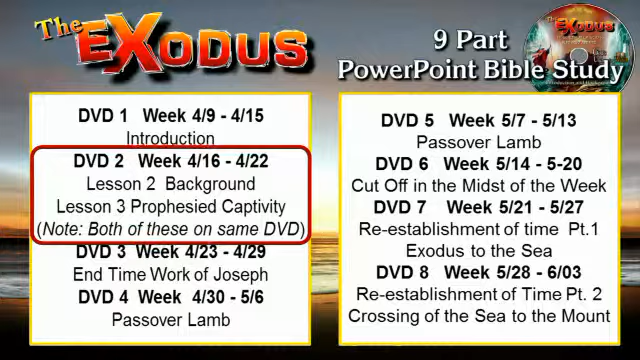 The EXODUS
9 Part
PowerPoint Bible Study
DVD 1 Week 4/9 - 4/15
Introduction
DVD 2 Week 4/16 - 4/22
Lesson 2 Background
Lesson 3 Prophesied Captivity
(Note: Both of these on same DVD)
DVD 3 Week 4/23 - 4/29
End Time Work of Joseph
DVD 4 Week 4/30 - 5/6
Passover Lamb
DVD 5 Week 5/7 - 5/13
Passover Lamb
DVD 6 Week 5/14 - 5-20
Cut Off in the Midst of the Week
DVD 7 Week 5/21 - 5/27
Re-establishment of time Pt.1
Exodus to the Sea
DVD 8 Week 5/28 - 6/03
Re-establishment of Time Pt. 2
Crossing of the Sea to the Mount
The EXODUS